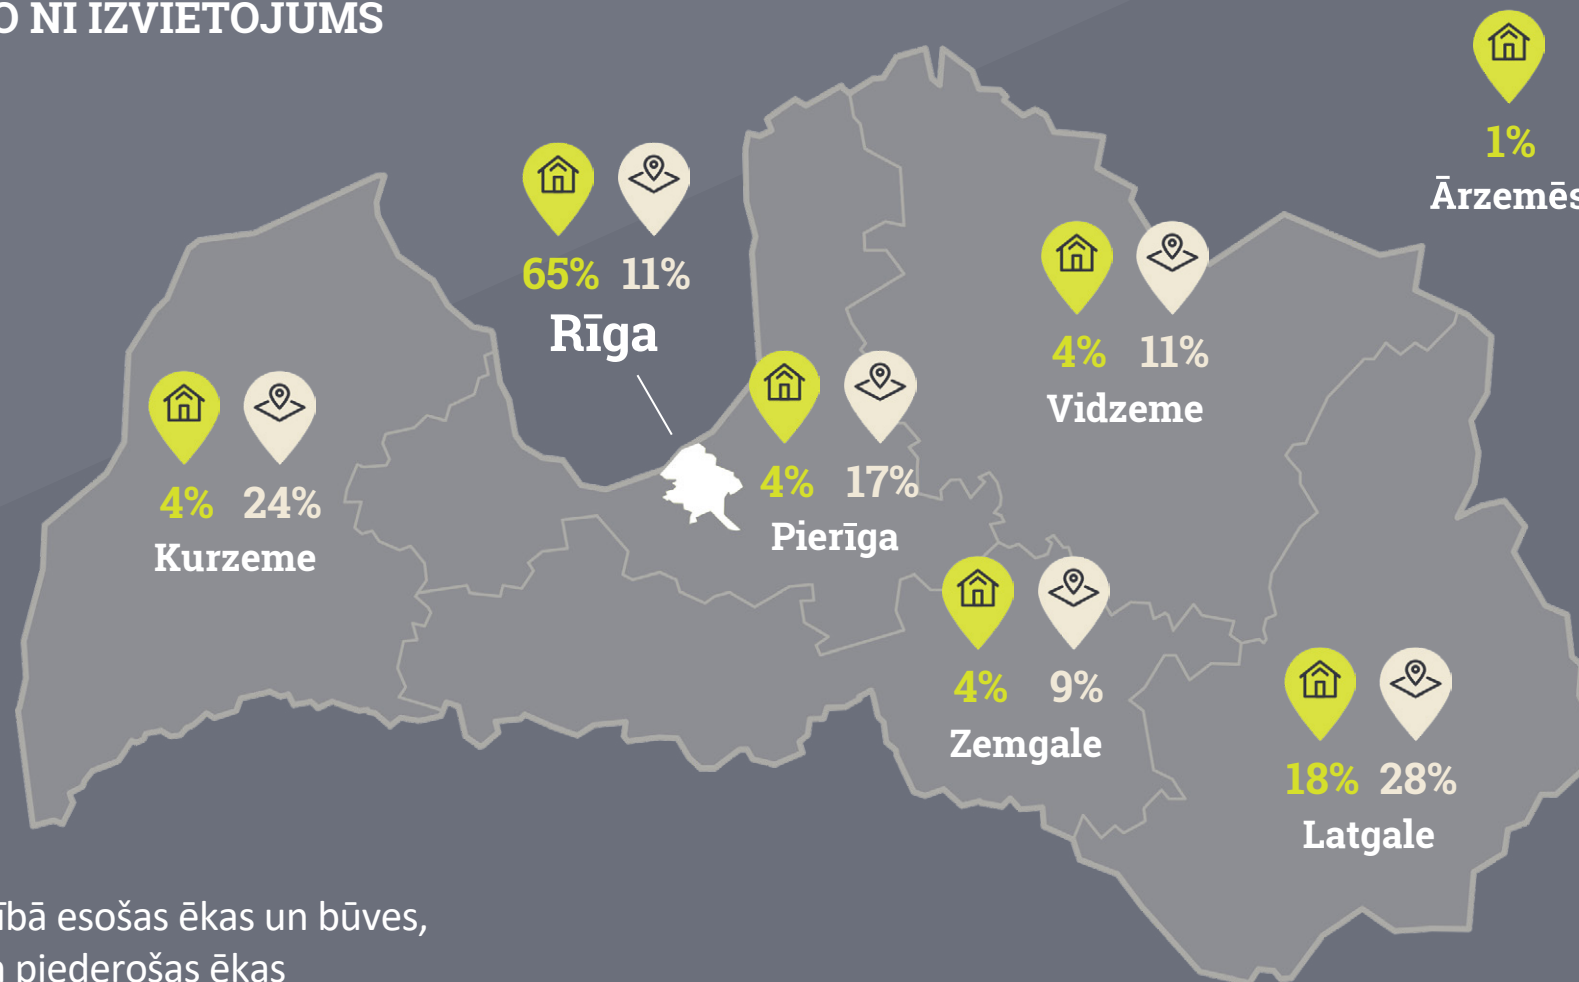 O NI IZVIETOJUMS
1%
Ārzemēs
65% 11%
Rīga
4% 11%
Vidzeme
4% 24%
Kurzeme
4% 17%
Pierīga
4% 9%
Zemgale
18% 28%
Latgale
ībā esošas ēkas un būves,
piederošas ēkas